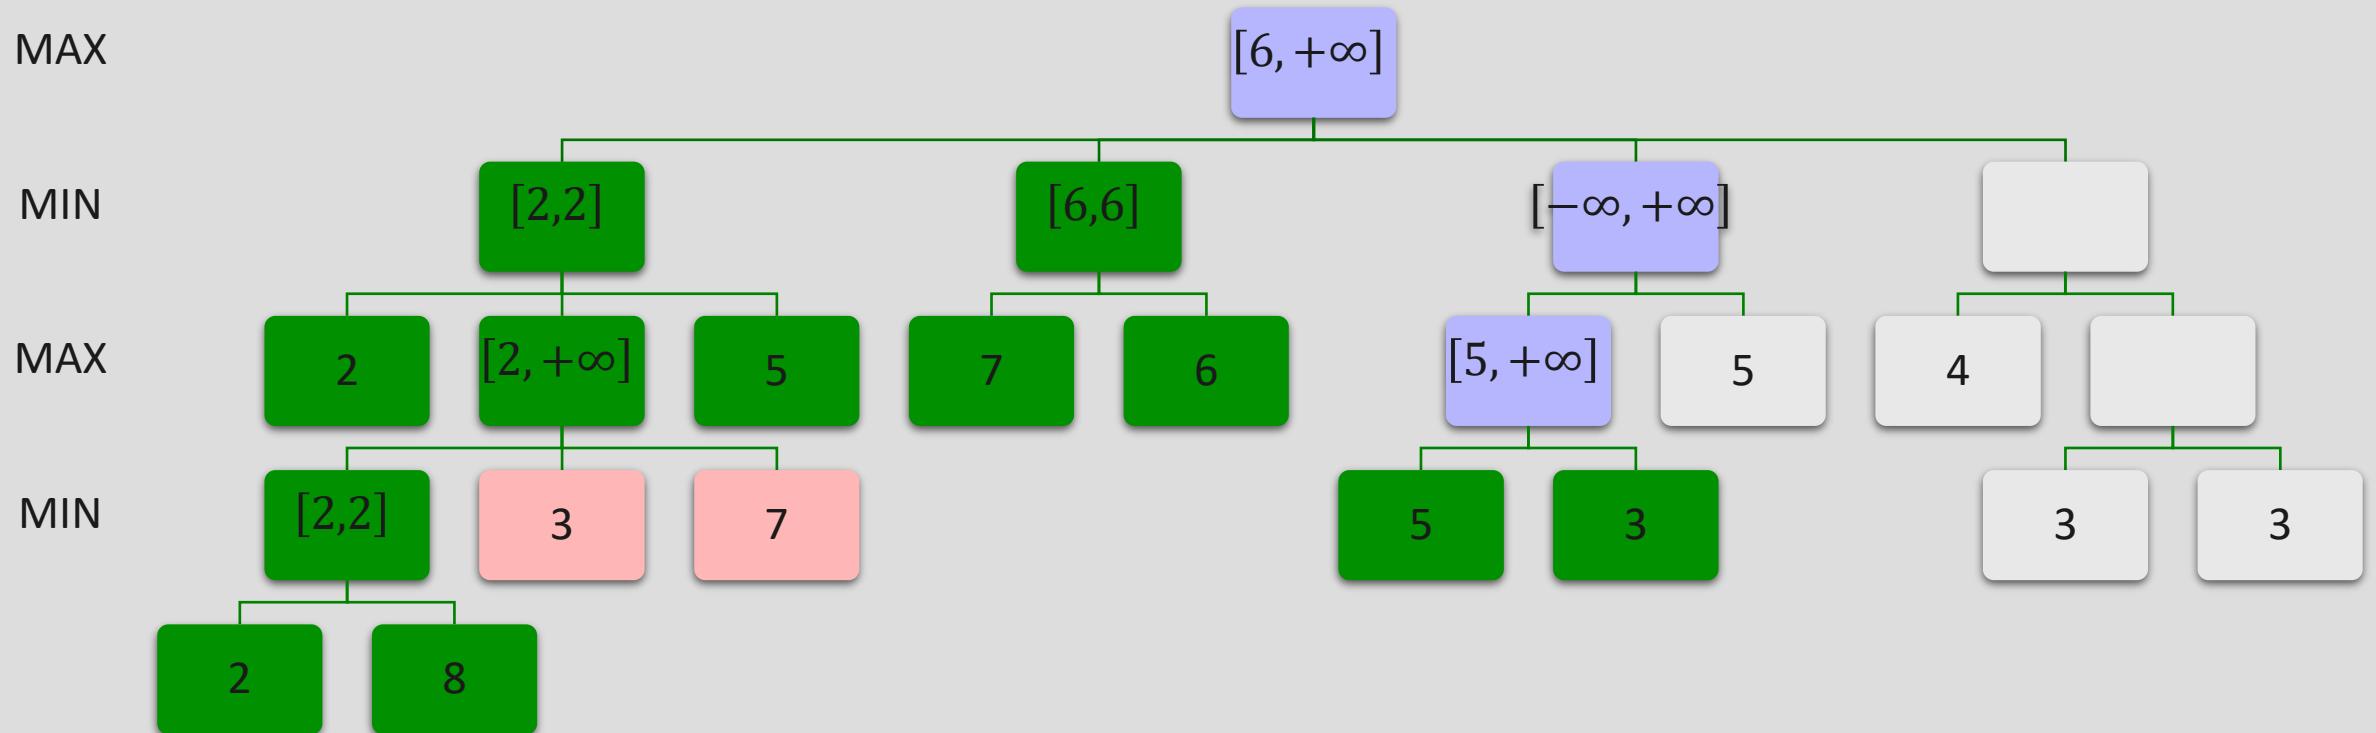 MAX [6, +∞]
MIN [2,2] [6,6] [−∞, +∞]
MAX 2 [2, +∞] 5 7 6 [5, +∞] 5 4
MIN [2,2] 3 7 5 3 3 3
2 8